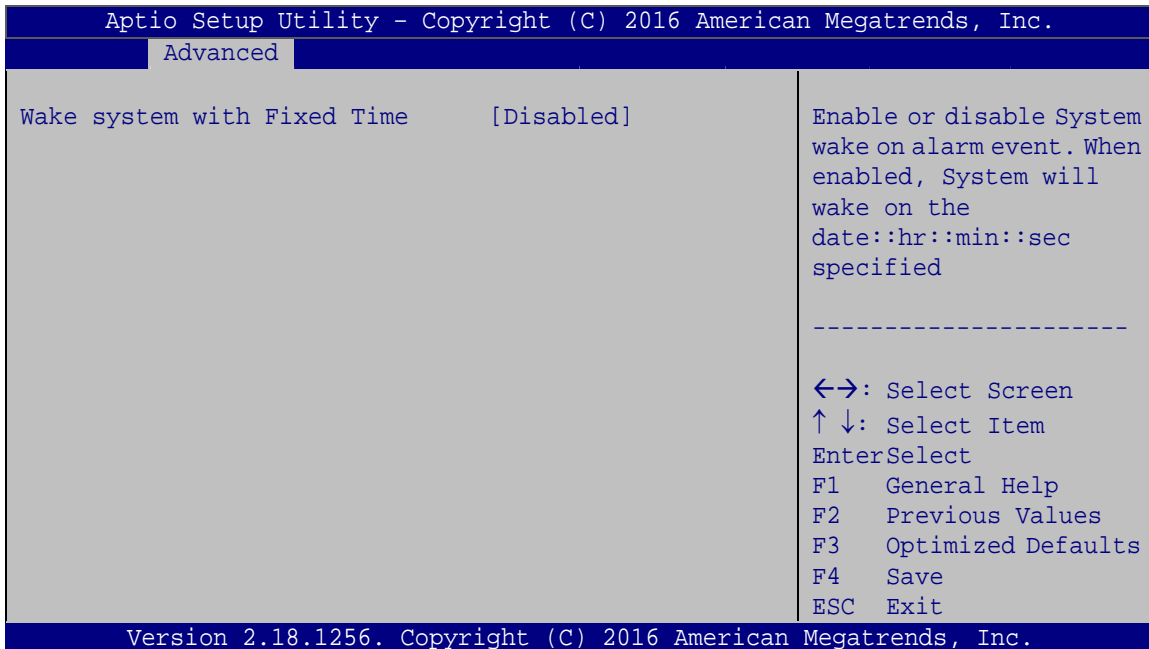 Aptio Setup Utility – Copyright (C) 2016 American Megatrends, Inc.
Advanced
Wake system with Fixed Time [Disabled]
Enable or disable System
wake on alarm event. When
enabled, System will
wake on the
date::hr::min::sec
specified
----------------------
←→: Select Screen
↑ ↓: Select Item
EnterSelect
F1 General Help
F2 Previous Values
F3 Optimized Defaults
F4 Save
ESC Exit
Version 2.18.1256. Copyright (C) 2016 American Megatrends, Inc.